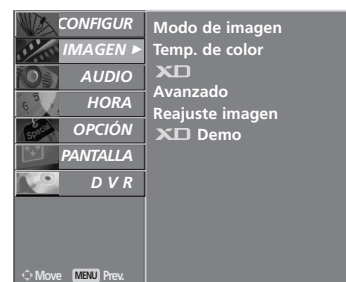 CONFIGUR
IMAGEN ►
AUDIO
HORA
OPCIÓN
PANTALLA
D V R
Modo de imagen
Temp. de color
XD
Avanzado
Reajuste imagen
XD Demo
Special
Move MENU Prev.